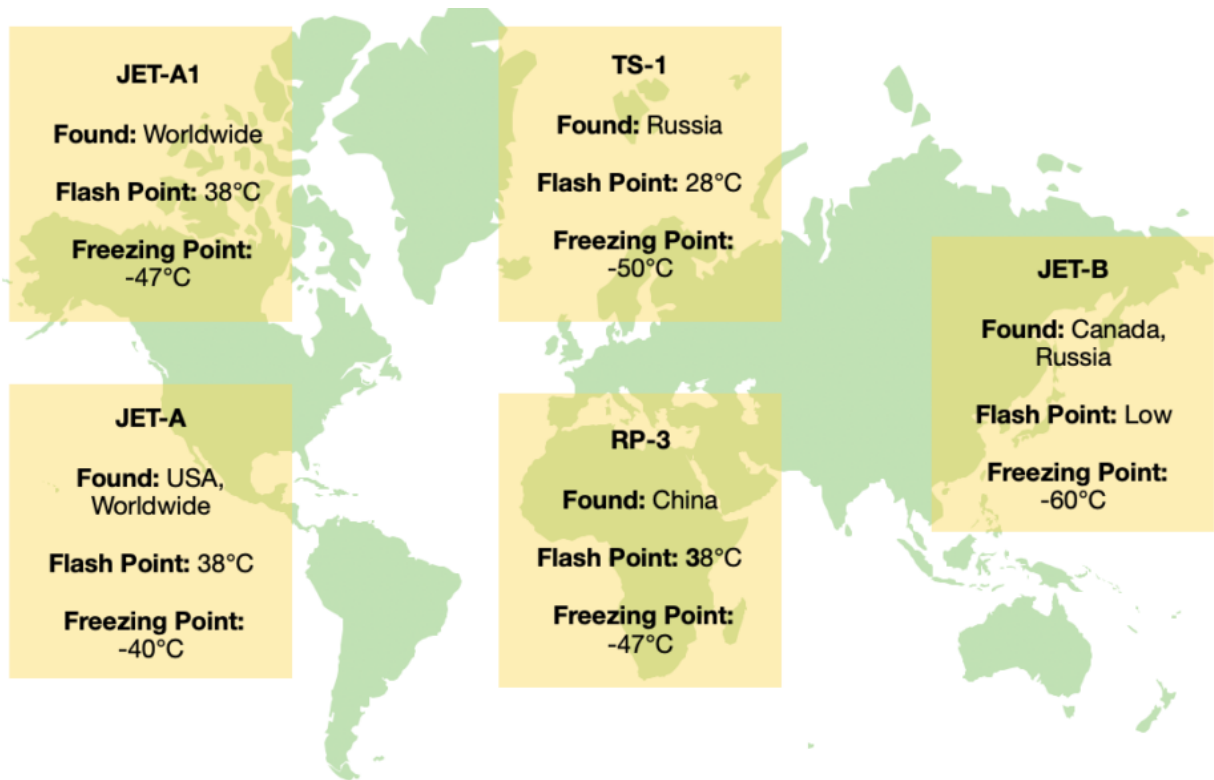 JET-A1
Found: Worldwide
Flash Point: 38°C
Freezing Point:
-47°C
TS-1
Found: Russia
Flash Point: 28°C
Freezing Point:
-50°C
JET-B
Found: Canada,
Russia
Flash Point: Low
Freezing Point:
-60°C
JET-A
Found: USA,
Worldwide
Flash Point: 38°C
Freezing Point:
-40°C
RP-3
Found: China
Flash Point: 38°C
Freezing Point:
-47°C